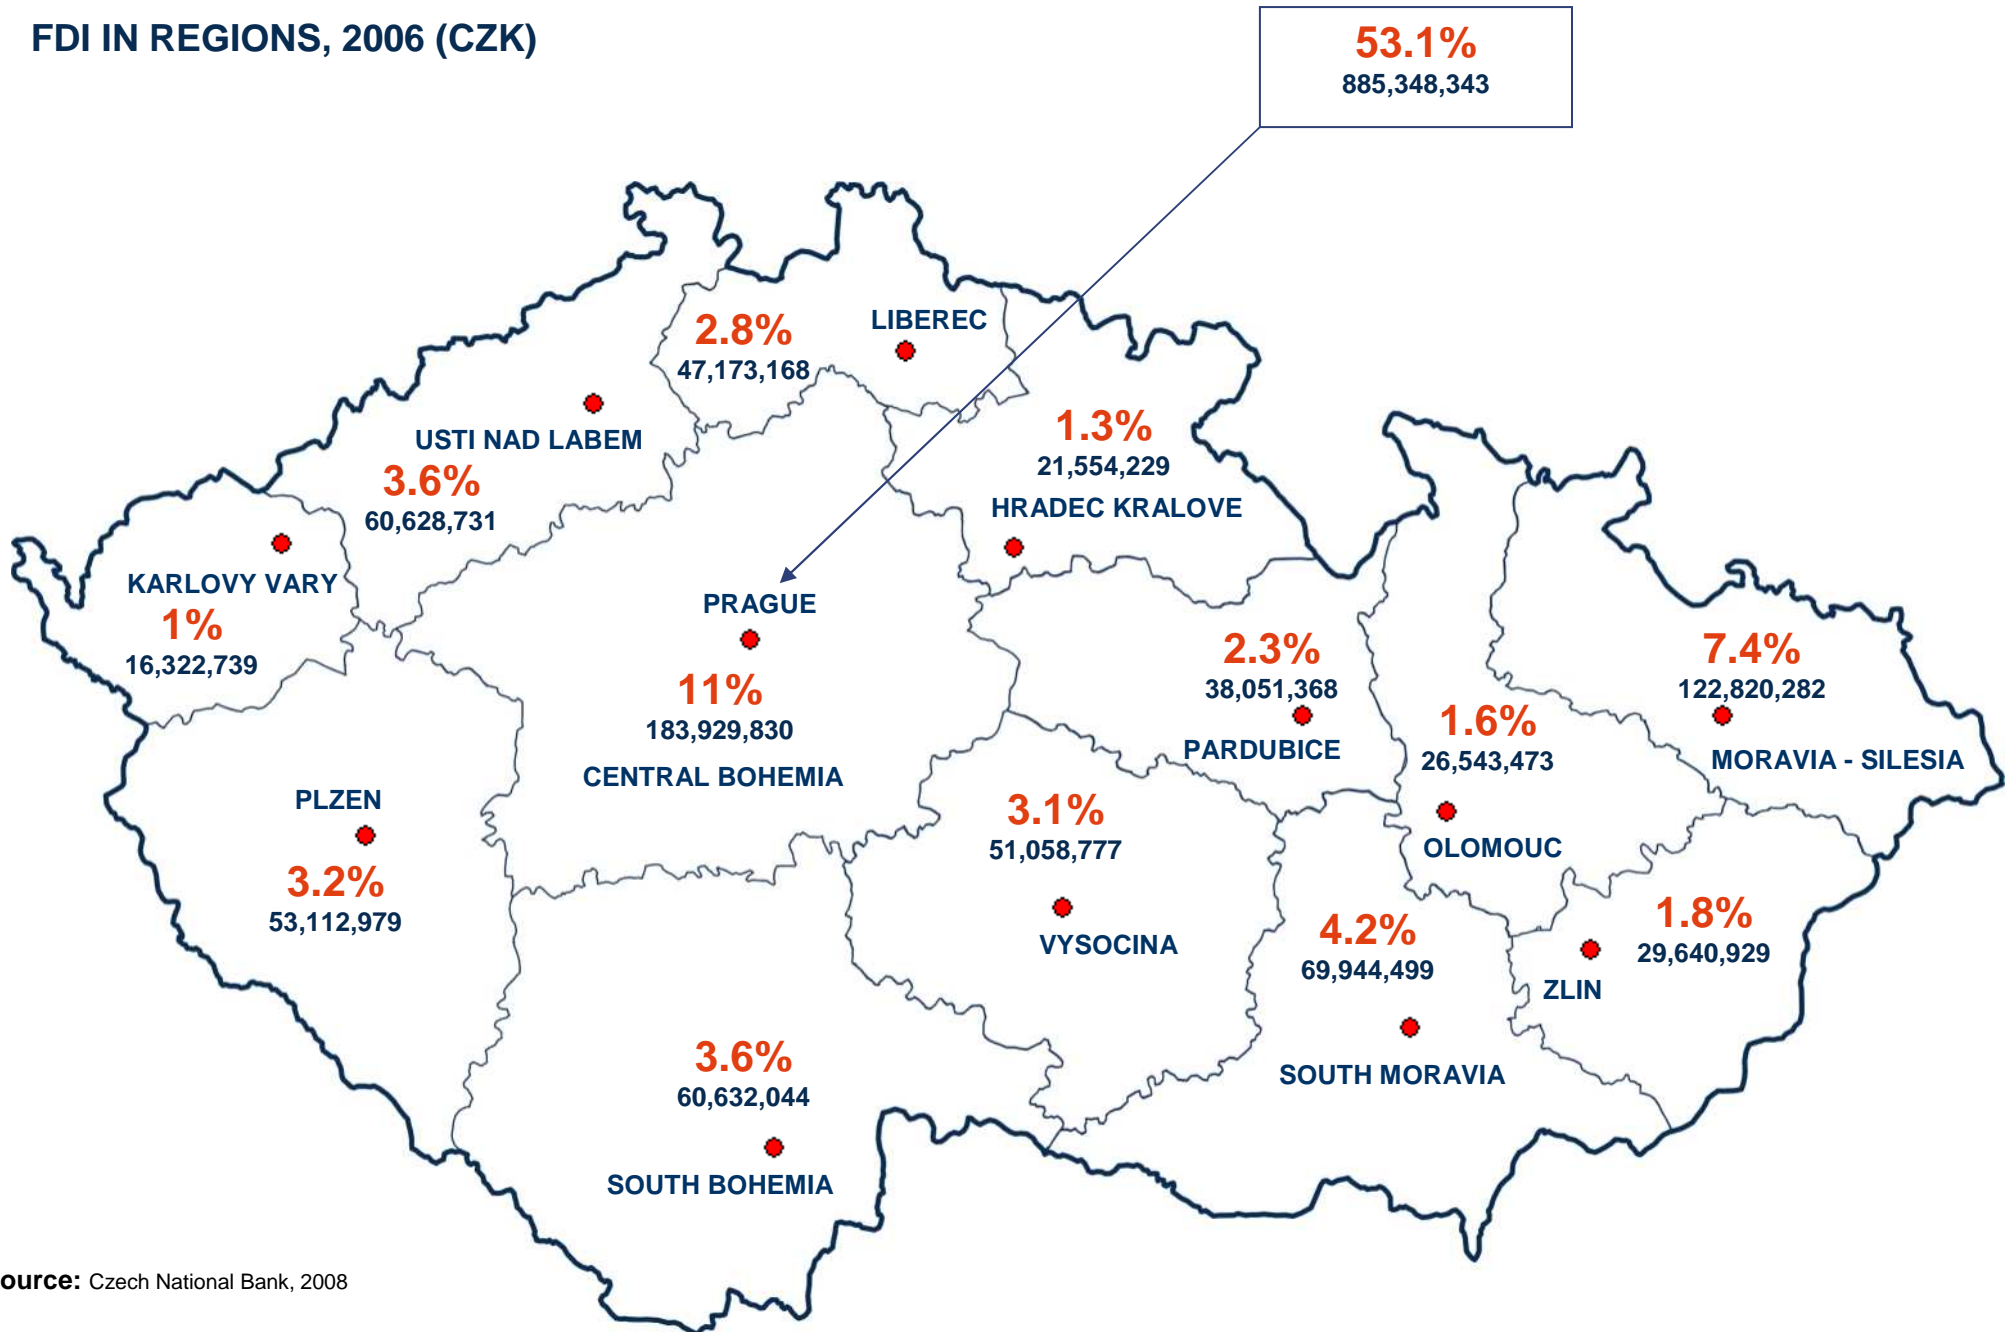 FDI IN REGIONS, 2006 (CZK)
53.1%
885,348,343
LIBEREC
2.8%
47,173,168
USTI NAD LABEM
3.6%
60,628,731
1.3%
21,554,229
HRADEC KRALOVE
KARLOVY VARY
1%
16,322,739
PRAGUE
11%
183,929,830
CENTRAL BOHEMIA
2.3%
38,051,368
PARDUBICE
7.4%
122,820,282
MORAVIA - SILESIA
1.6%
26,543,473
OLOMOUC
PLZEN
3.2%
53,112,979
3.1%
51,058,777
VYSOCINA
4.2%
69,944,499
SOUTH MORAVIA
1.8%
29,640,929
ZLIN
3.6%
60,632,044
SOUTH BOHEMIA
ource: Czech National Bank, 2008